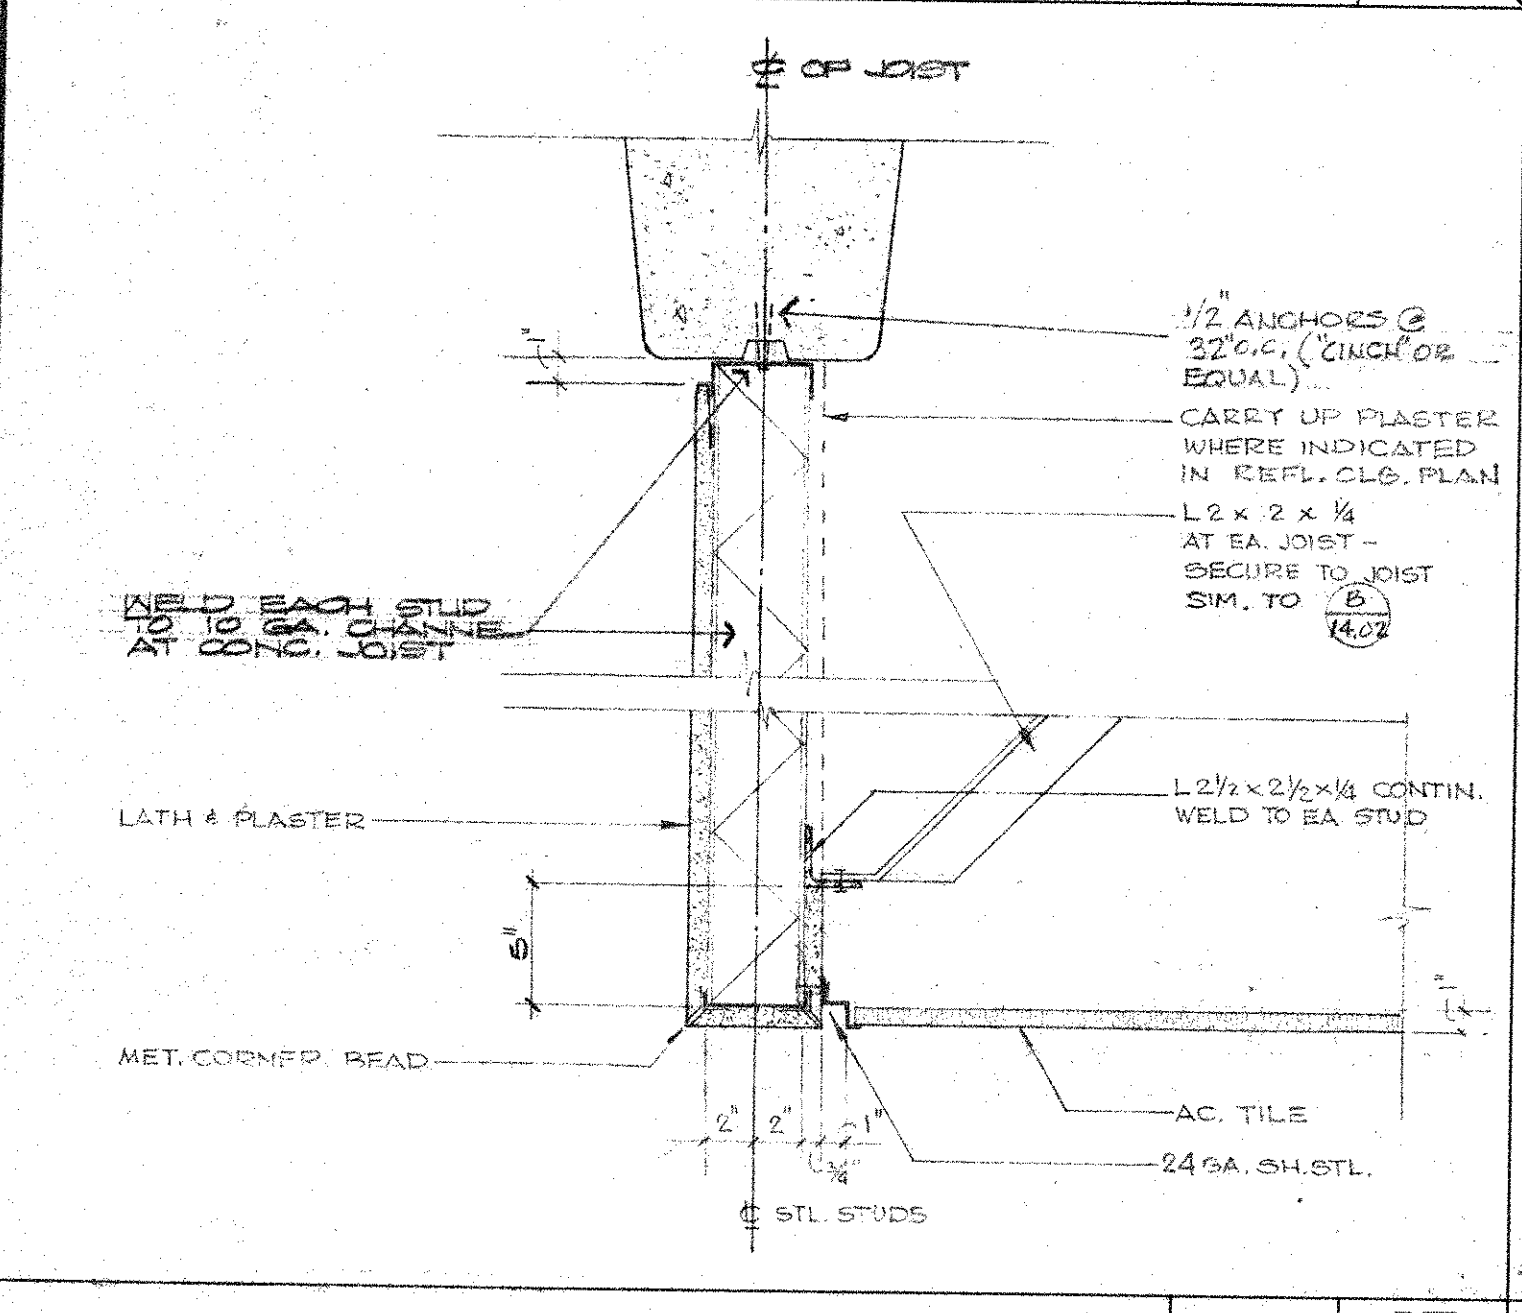 ℄ OF JOIST
1/2" ANCHORS @
32" O.C. ("CINCH" OR
EQUAL)
CARRY UP PLASTER
WHERE INDICATED
IN REFL. CLG. PLAN
L 2 x 2 x 1/4
AT EA. JOIST -
SECURE TO JOIST
SIM. TO B
14.02
1"
WELD EACH STUD
TO 10 GA. CHANNEL
AT CONC. JOIST
L 2 1/2 x 2 1/2 x 1/4 CONTIN.
WELD TO EA STUD
LATH & PLASTER
5"
1"
MET. CORNER BEAD
2" 2" 1"
3/4"
AC. TILE
24 GA. SH. STL.
℄ STL. STUDS